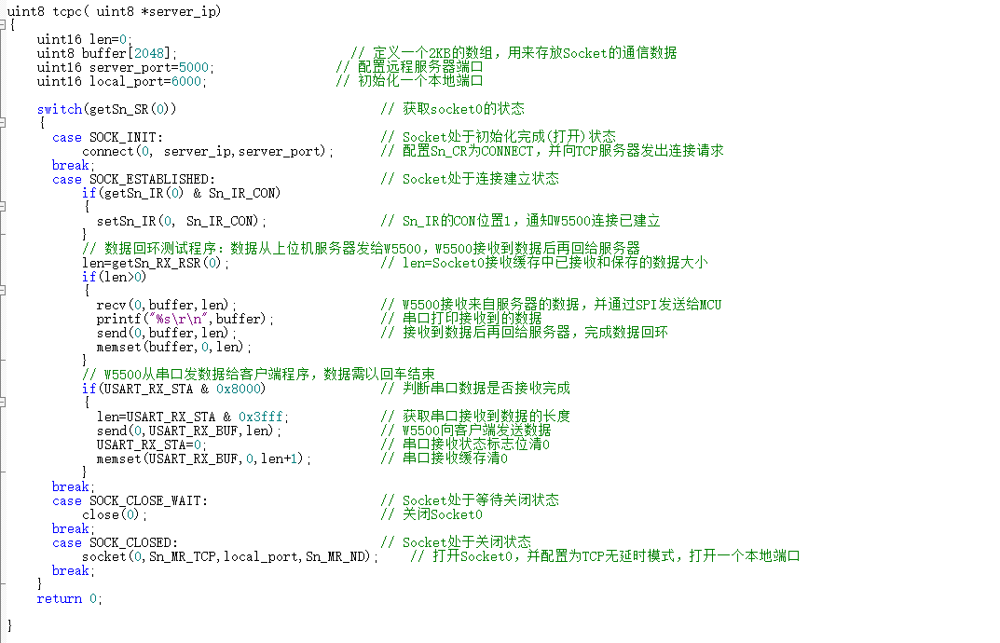 uint8 tcpc( uint8 *server_ip)
{
uint16 len=0;
uint8 buffer[2048]; // 定义一个2KB的数组，用来存放Socket的通信数据
uint16 server_port=5000; // 配置远程服务器端口
uint16 local_port=6000; // 初始化一个本地端口
switch(getSn_SR(0)) // 获取socket0的状态
{
case SOCK_INIT: // Socket处于初始化完成(打开)状态
connect(0, server_ip,server_port); // 配置Sn_CR为CONNECT，并向TCP服务器发出连接请求
break;
case SOCK_ESTABLISHED: // Socket处于连接建立状态
if(getSn_IR(0) & Sn_IR_CON)
{
setSn_IR(0, Sn_IR_CON); // Sn_IR的CON位置1，通知W5500连接已建立
}
// 数据回环测试程序：数据从上位机服务器发给W5500，W5500接收到数据后再回给服务器
len=getSn_RX_RSR(0); // len=Socket0接收缓存中已接收和保存的数据大小
if(len>0)
{
recv(0,buffer,len); // W5500接收来自服务器的数据，并通过SPI发送给MCU
printf("%s\r\n",buffer); // 串口打印接收到的数据
send(0,buffer,len); // 接收到数据后再回给服务器，完成数据回环
memset(buffer,0,len);
}
// W5500从串口发数据给客户端程序，数据需以回车结束
if(USART_RX_STA & 0x8000) // 判断串口数据是否接收完成
{
len=USART_RX_STA & 0x3fff; // 获取串口接收到数据的长度
send(0,USART_RX_BUF,len); // W5500向客户端发送数据
USART_RX_STA=0; // 串口接收状态标志位清0
memset(USART_RX_BUF,0,len+1); // 串口接收缓存清0
}
break;
case SOCK_CLOSE_WAIT: // Socket处于等待关闭状态
close(0); // 关闭Socket0
break;
case SOCK_CLOSED: // Socket处于关闭状态
socket(0,Sn_MR_TCP,local_port,Sn_MR_ND); // 打开Socket0，并配置为TCP无延时模式，打开一个本地端口
break;
}
return 0;
}